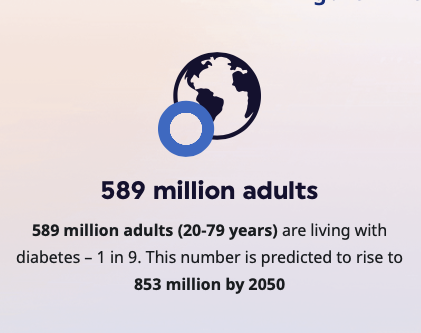 589 million adults
589 million adults (20-79 years) are living with
diabetes – 1 in 9. This number is predicted to rise to
853 million by 2050